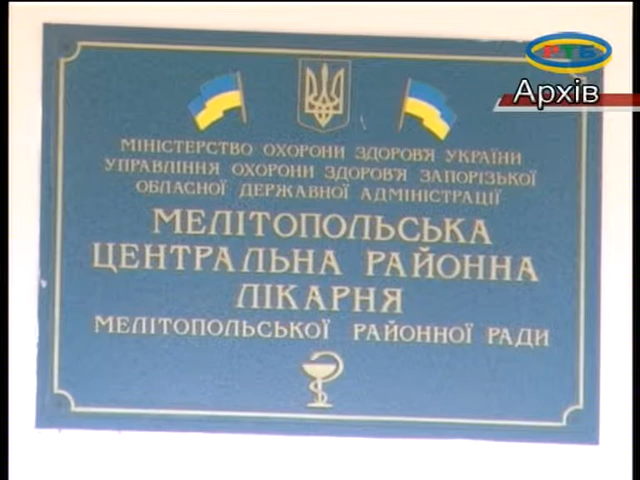 РТБ
Архів
МІНІСТЕРСТВО ОХОРОНИ ЗДОРОВ'Я УКРАЇНИ
УПРАВЛІННЯ ОХОРОНИ ЗДОРОВ'Я ЗАПОРІЗЬКОЇ
ОБЛАСНОЇ ДЕРЖАВНОЇ АДМІНІСТРАЦІЇ
МЕЛІТОПОЛЬСЬКА
ЦЕНТРАЛЬНА РАЙОННА
ЛІКАРНЯ
МЕЛІТОПОЛЬСЬКОЇ РАЙОННОЇ РАДИ